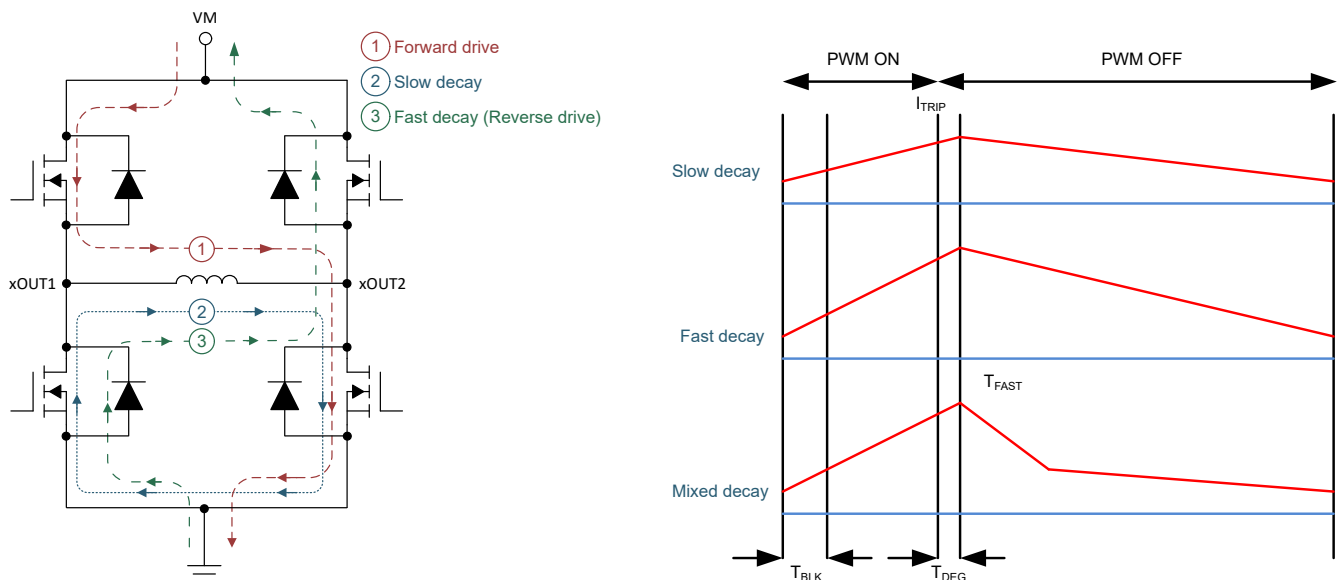 VM
1 Forward drive
2 Slow decay
3 Fast decay (Reverse drive)
1
xOUT1
xOUT2
2
3
PWM ON
PWM OFF
ITRIP
Slow decay
Fast decay
TFAST
Mixed decay
TBLK
TDEG